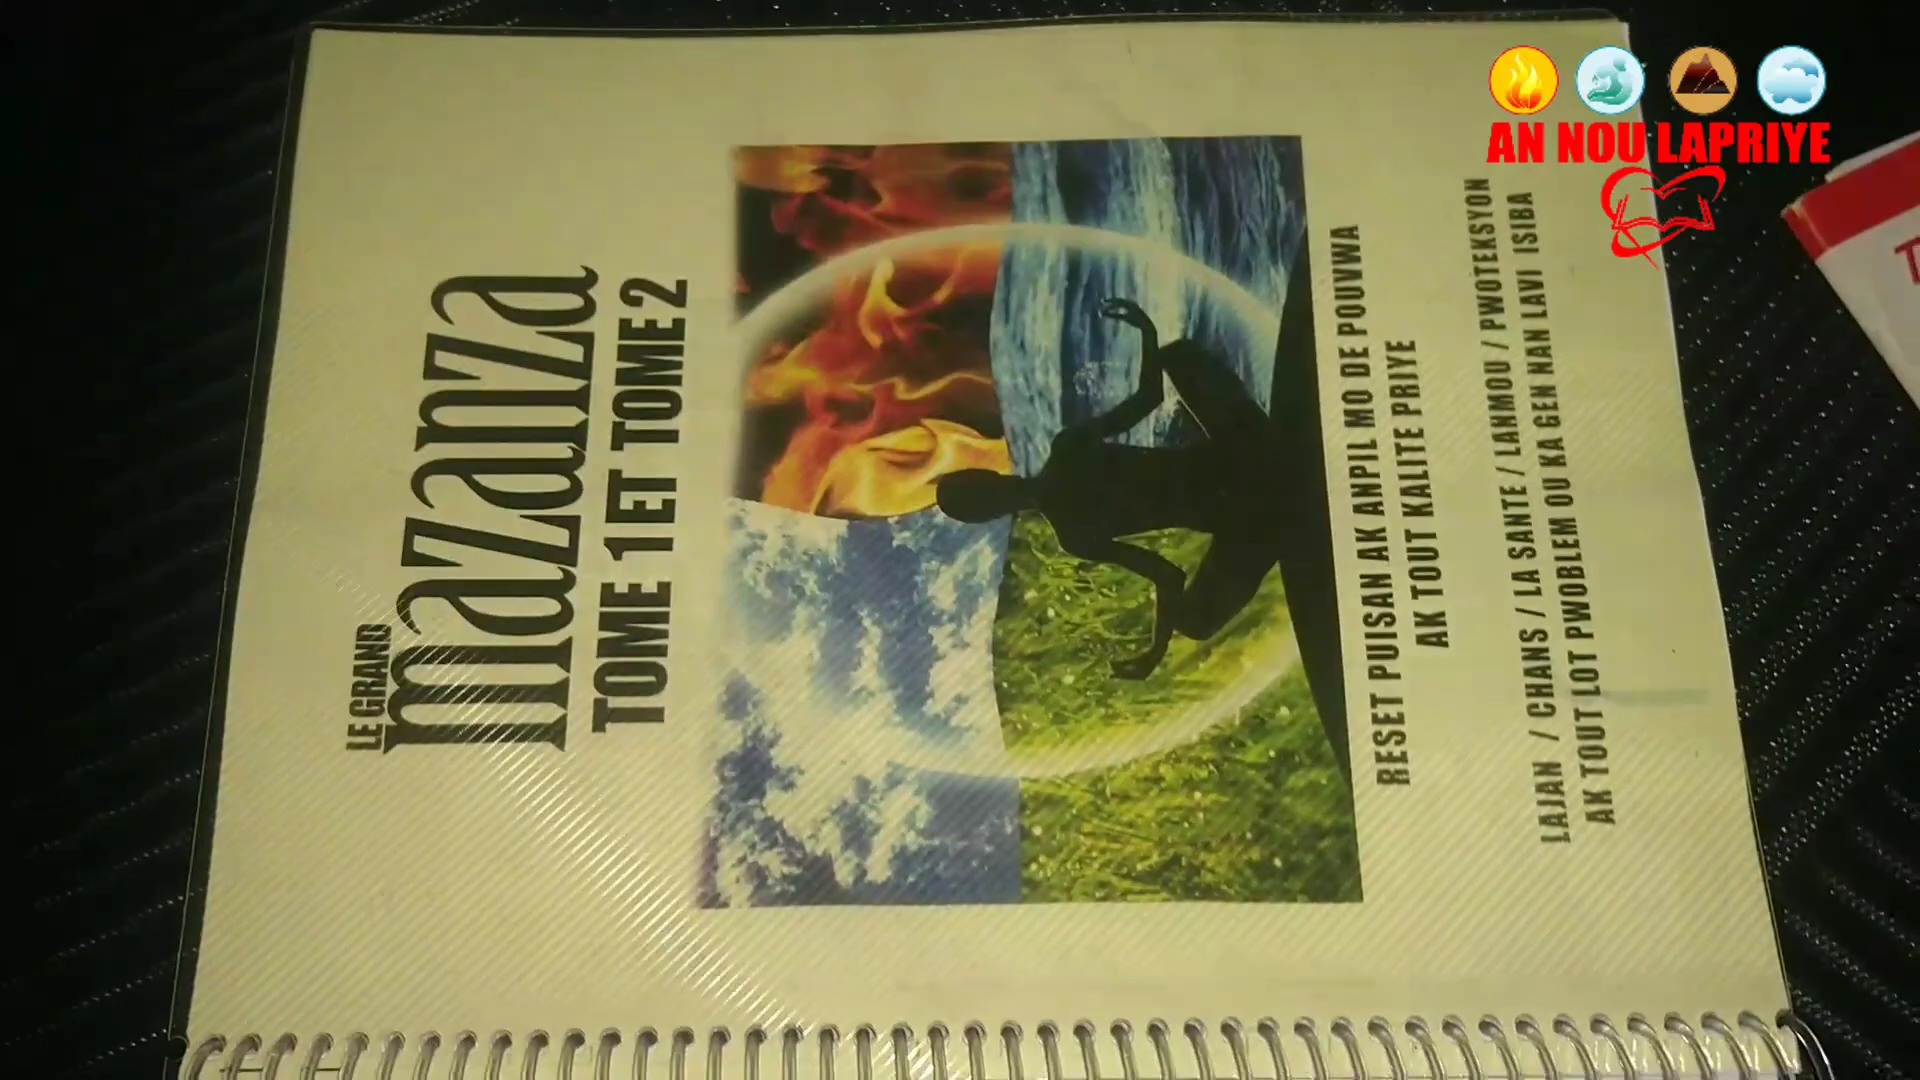 LE GRAND
mazanza
TOME 1 ET TOME 2
RESET PUISAN AK ANPIL MO DE POUVWA
AK TOUT KALITE PRIYE
LAJAN / CHANS / LA SANTE / LANMOU / PWOTEKSYON
AK TOUT LOT PWOBLEM OU KA GEN NAN LAVI ISIBA
AN NOU LAPRIYE